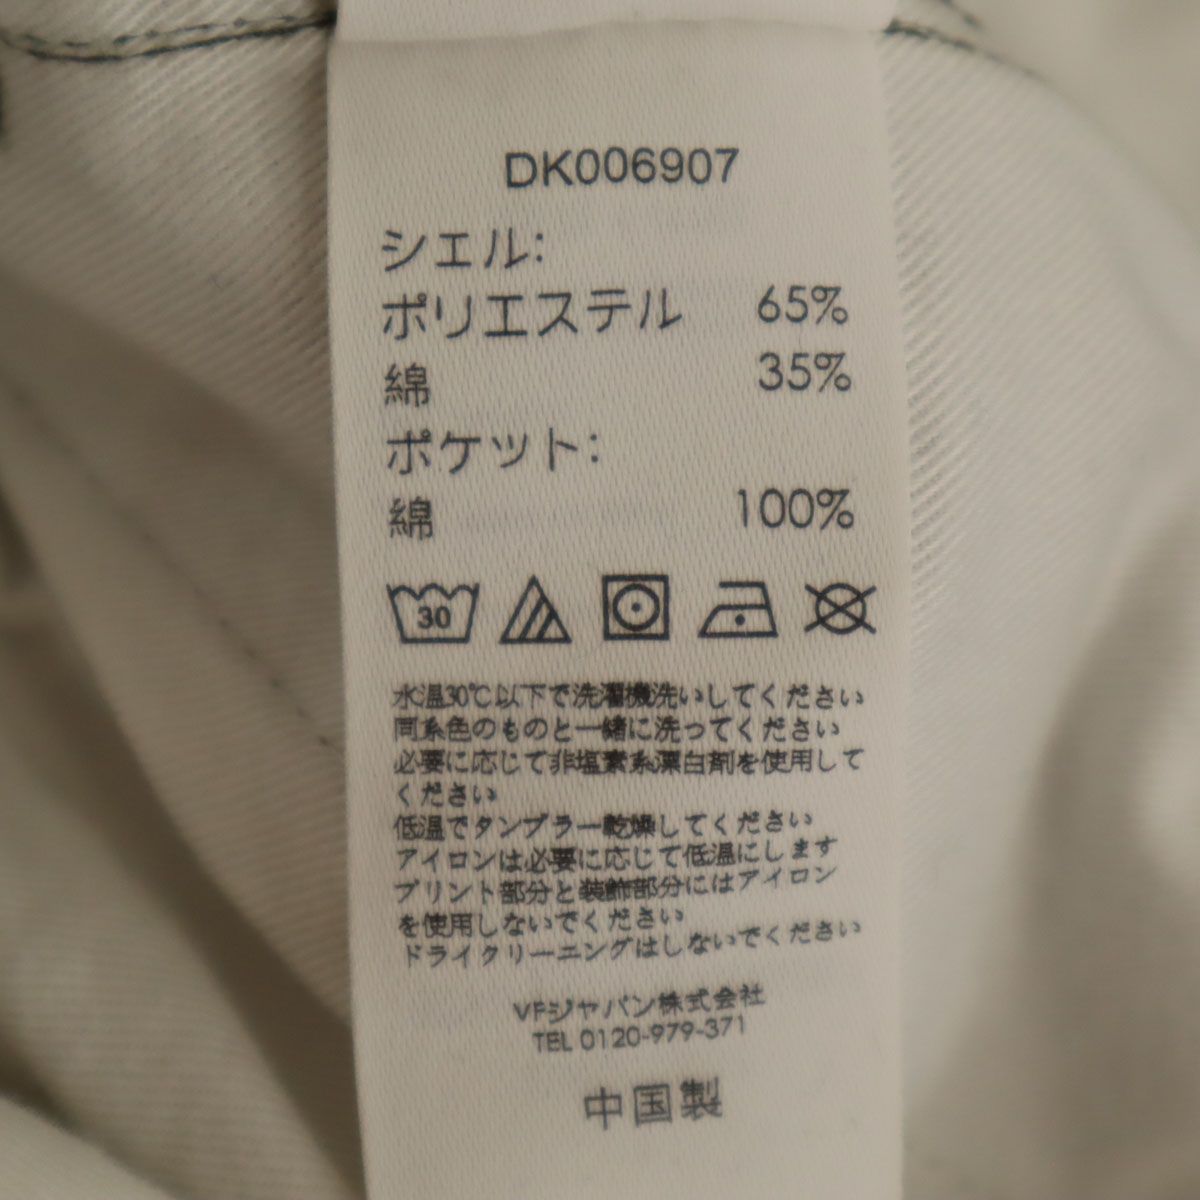 DK006907
シェル:
ポリエステル 65%
綿 35%
ポケット:
綿 100%
30
水温30℃以下で洗濯機洗いしてください
同系色のものと一緒に洗ってください
必要に応じて非塩素系漂白剤を使用して
ください
低温でタンブラー乾燥してください
アイロンは必要に応じて低温にします
プリント部分と装飾部分にはアイロン
を使用しないでください
ドライクリーニングはしないでください
VFジャパン株式会社
TEL 0120-979-371
中国製